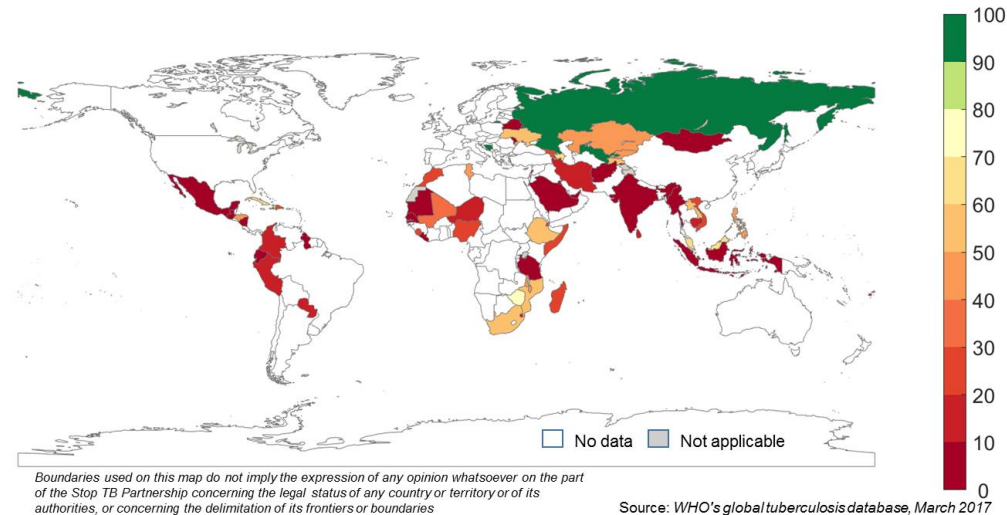 100
90
80
70
60
50
40
30
20
10
0
No data
Not applicable
Boundaries used on this map do not imply the expression of any opinion whatsoever on the part
of the Stop TB Partnership concerning the legal status of any country or territory or of its
authorities, or concerning the delimitation of its frontiers or boundaries
Source: WHO's global tuberculosis database, March 2017